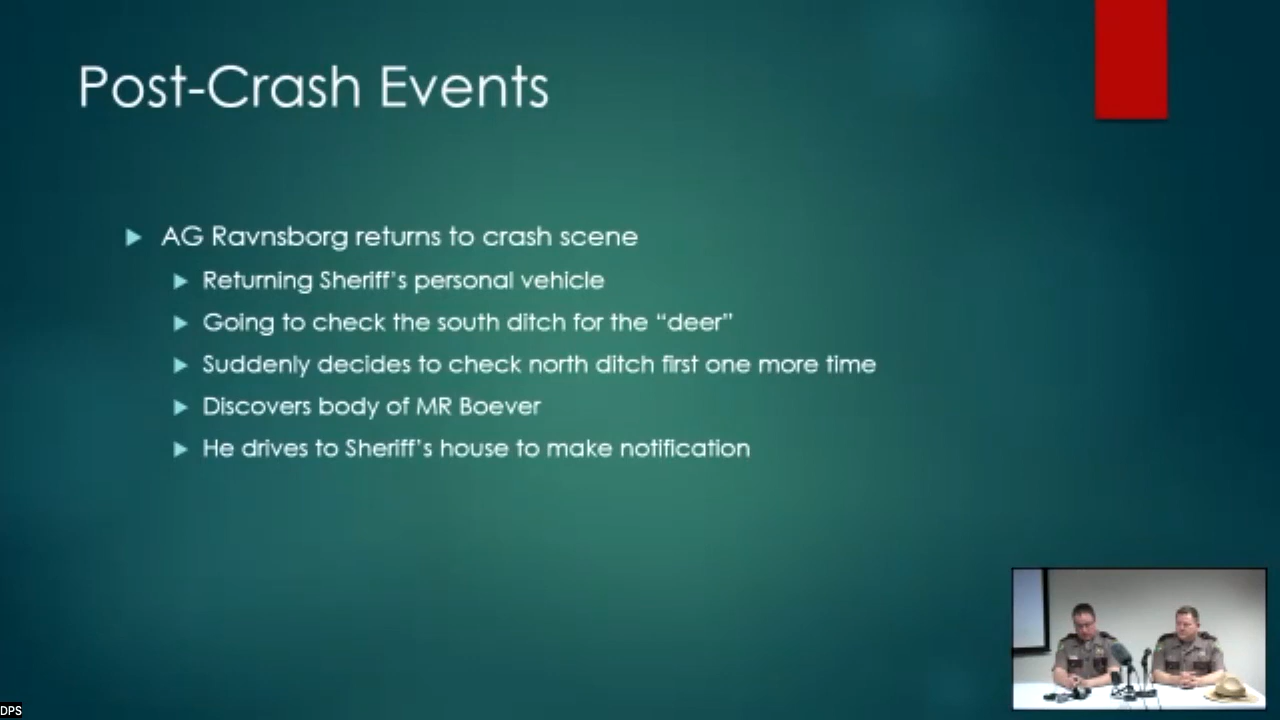 Post-Crash Events
AG Ravnsborg returns to crash scene
Returning Sheriff’s personal vehicle
Going to check the south ditch for the “deer”
Suddenly decides to check north ditch first one more time
Discovers body of MR Boever
He drives to Sheriff’s house to make notification
DPS